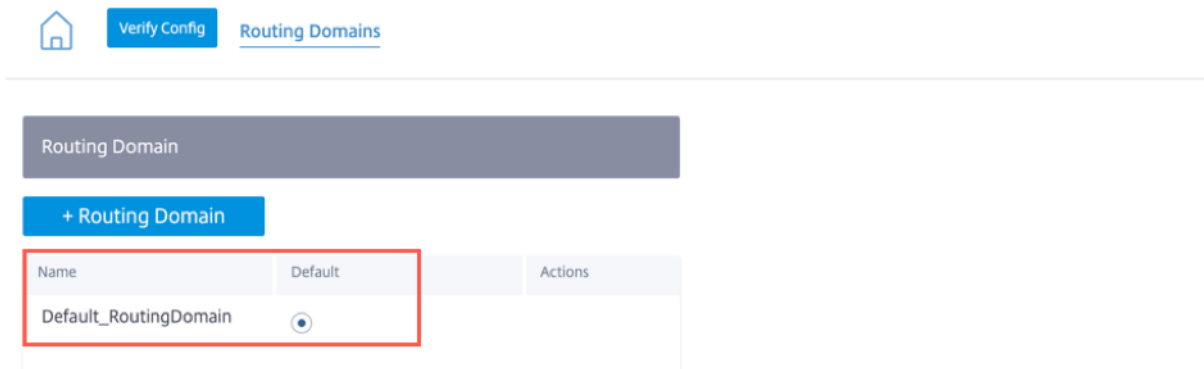 Verify Config Routing Domains
Routing Domain
+ Routing Domain
Name Default Actions
Default_RoutingDomain